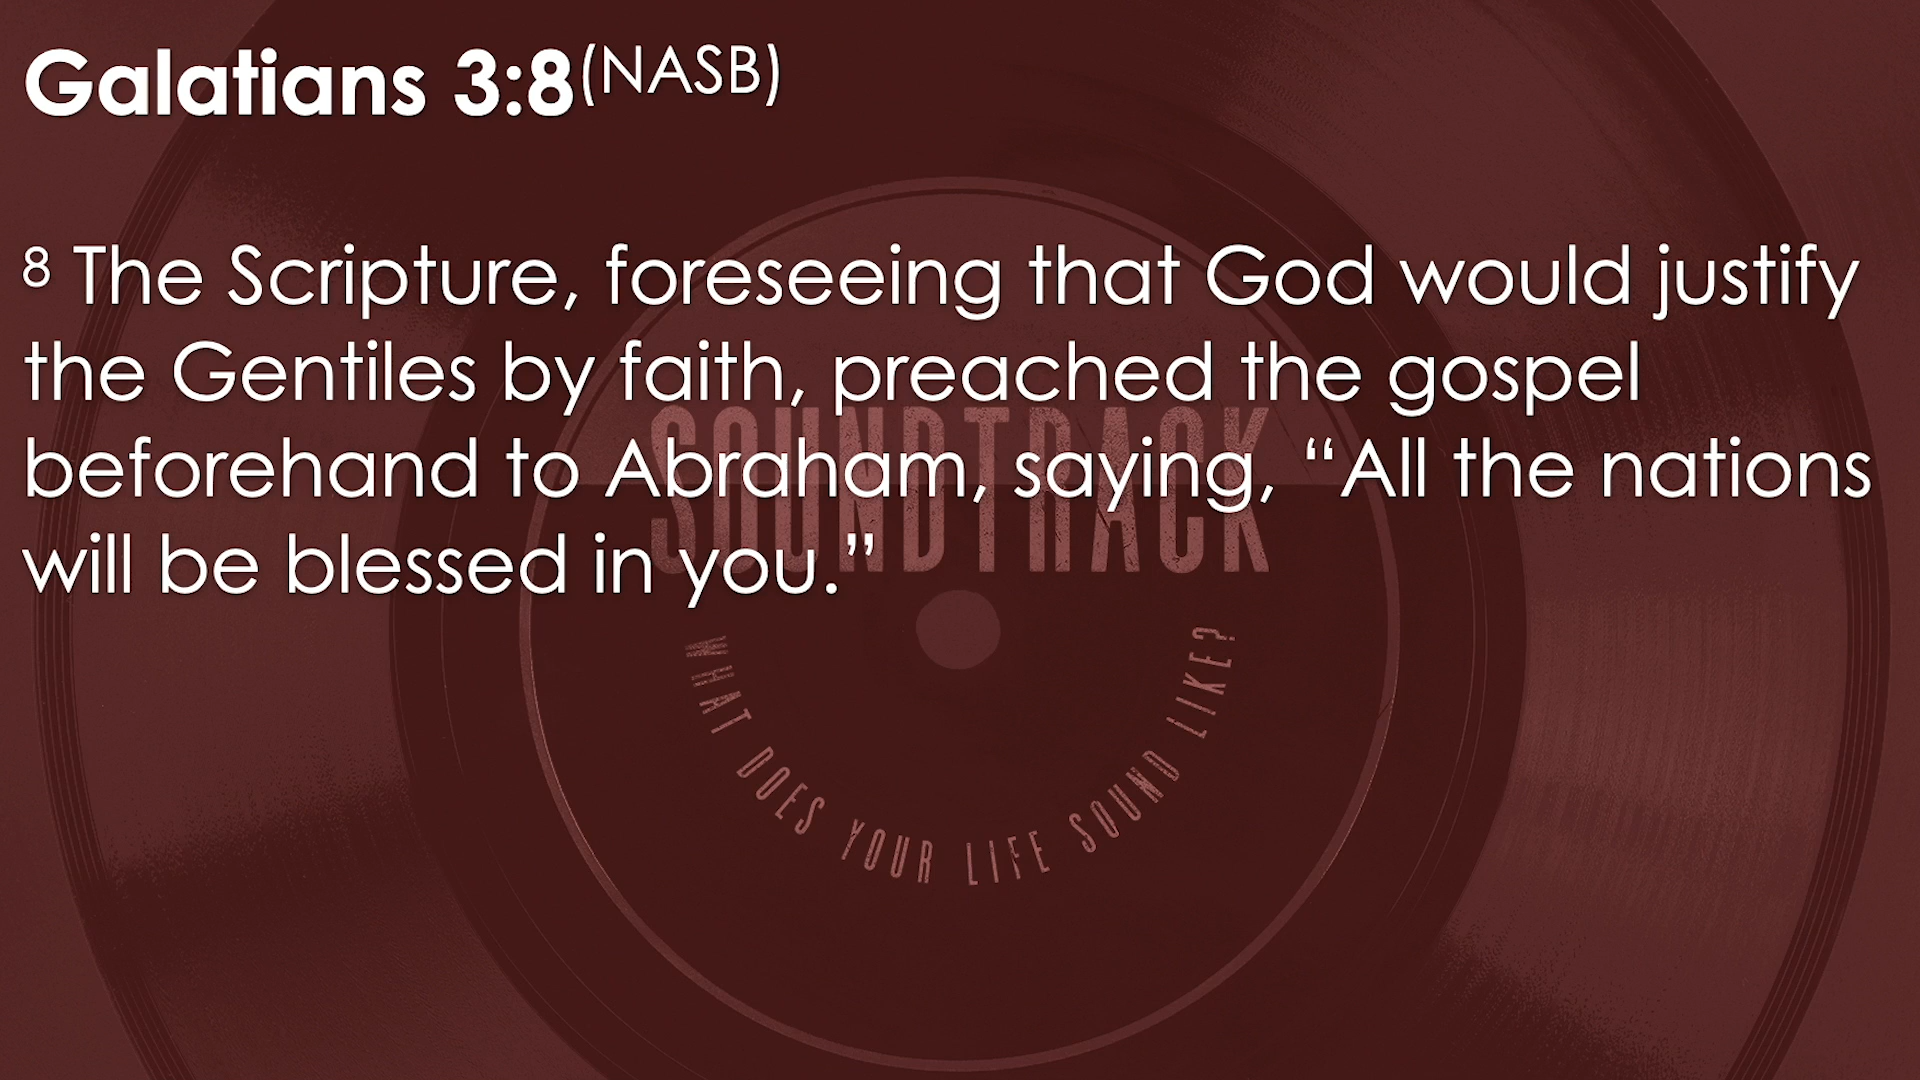 Galatians 3:8(NASB)
8 The Scripture, foreseeing that God would justify
the Gentiles by faith, preached the gospel
beforehand to Abraham, saying, “All the nations
will be blessed in you.”
SOUNDTRACK
WHAT DOES YOUR LIFE SOUND LIKE?